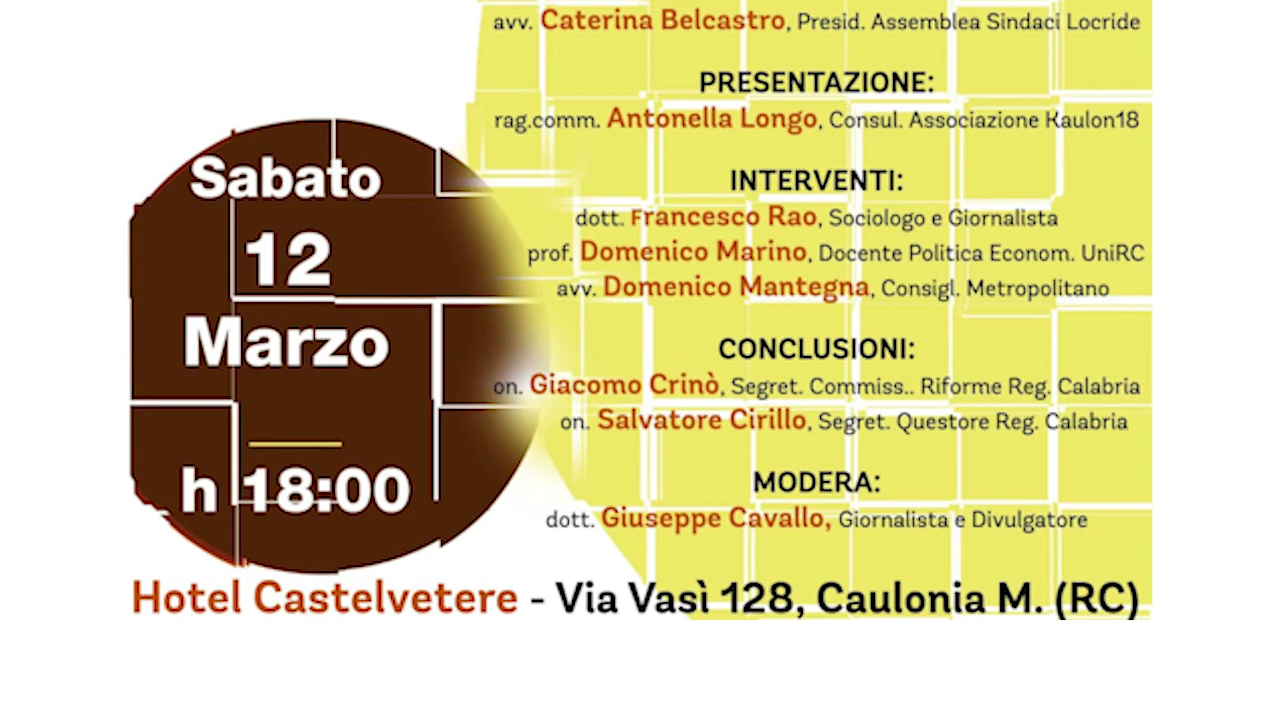 avv. Caterina Belcastro, Presid. Assemblea Sindaci Locride
PRESENTAZIONE:
rag.comm. Antonella Longo, Consul. Associazione Kaulon18
INTERVENTI:
dott. Francesco Rao, Sociologo e Giornalista
prof. Domenico Marino, Docente Politica Econom. UniRC
avv. Domenico Mantegna, Consigl. Metropolitano
CONCLUSIONI:
on. Giacomo Crinò, Segret. Commiss.. Riforme Reg. Calabria
on. Salvatore Cirillo, Segret. Questore Reg. Calabria
MODERA:
dott. Giuseppe Cavallo, Giornalista e Divulgatore
Sabato
12
Marzo
h 18:00
Hotel Castelvetere - Via Vasì 128, Caulonia M. (RC)